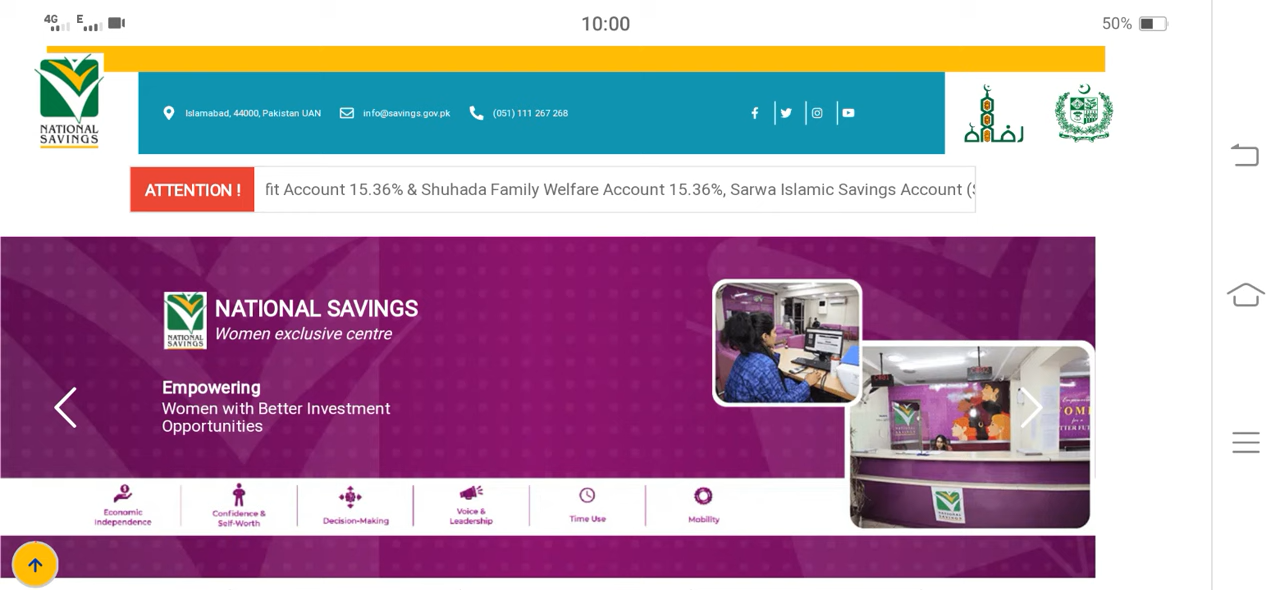 4G E 10:00 50%
NATIONAL
SAVINGS
Islamabad, 44000, Pakistan UAN info@savings.gov.pk (051) 111 267 268
ATTENTION ! fit Account 15.36% & Shuhada Family Welfare Account 15.36%, Sarwa Islamic Savings Account (S
NATIONAL
SAVINGS
NATIONAL SAVINGS
Women exclusive centre
Empowering
Women with Better Investment
Opportunities
Economic
Independence
Confidence &
Self-Worth
Decision-Making
Voice &
Leadership
Time Use
Mobility